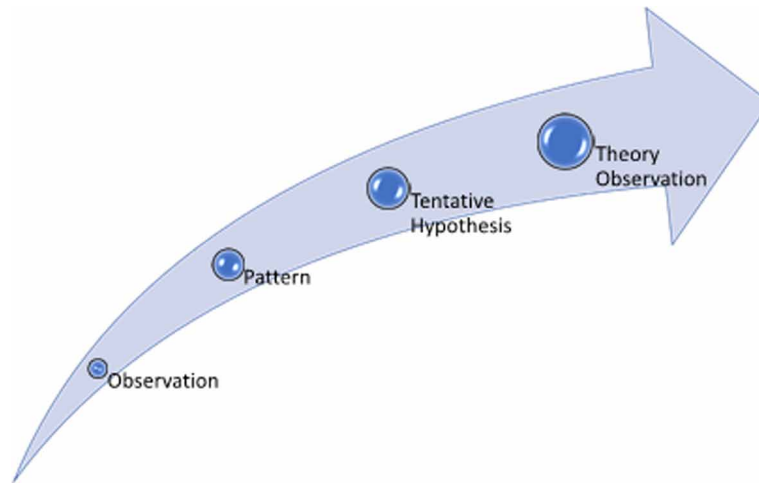 Theory
Observation
Tentative
Hypothesis
Pattern
Observation